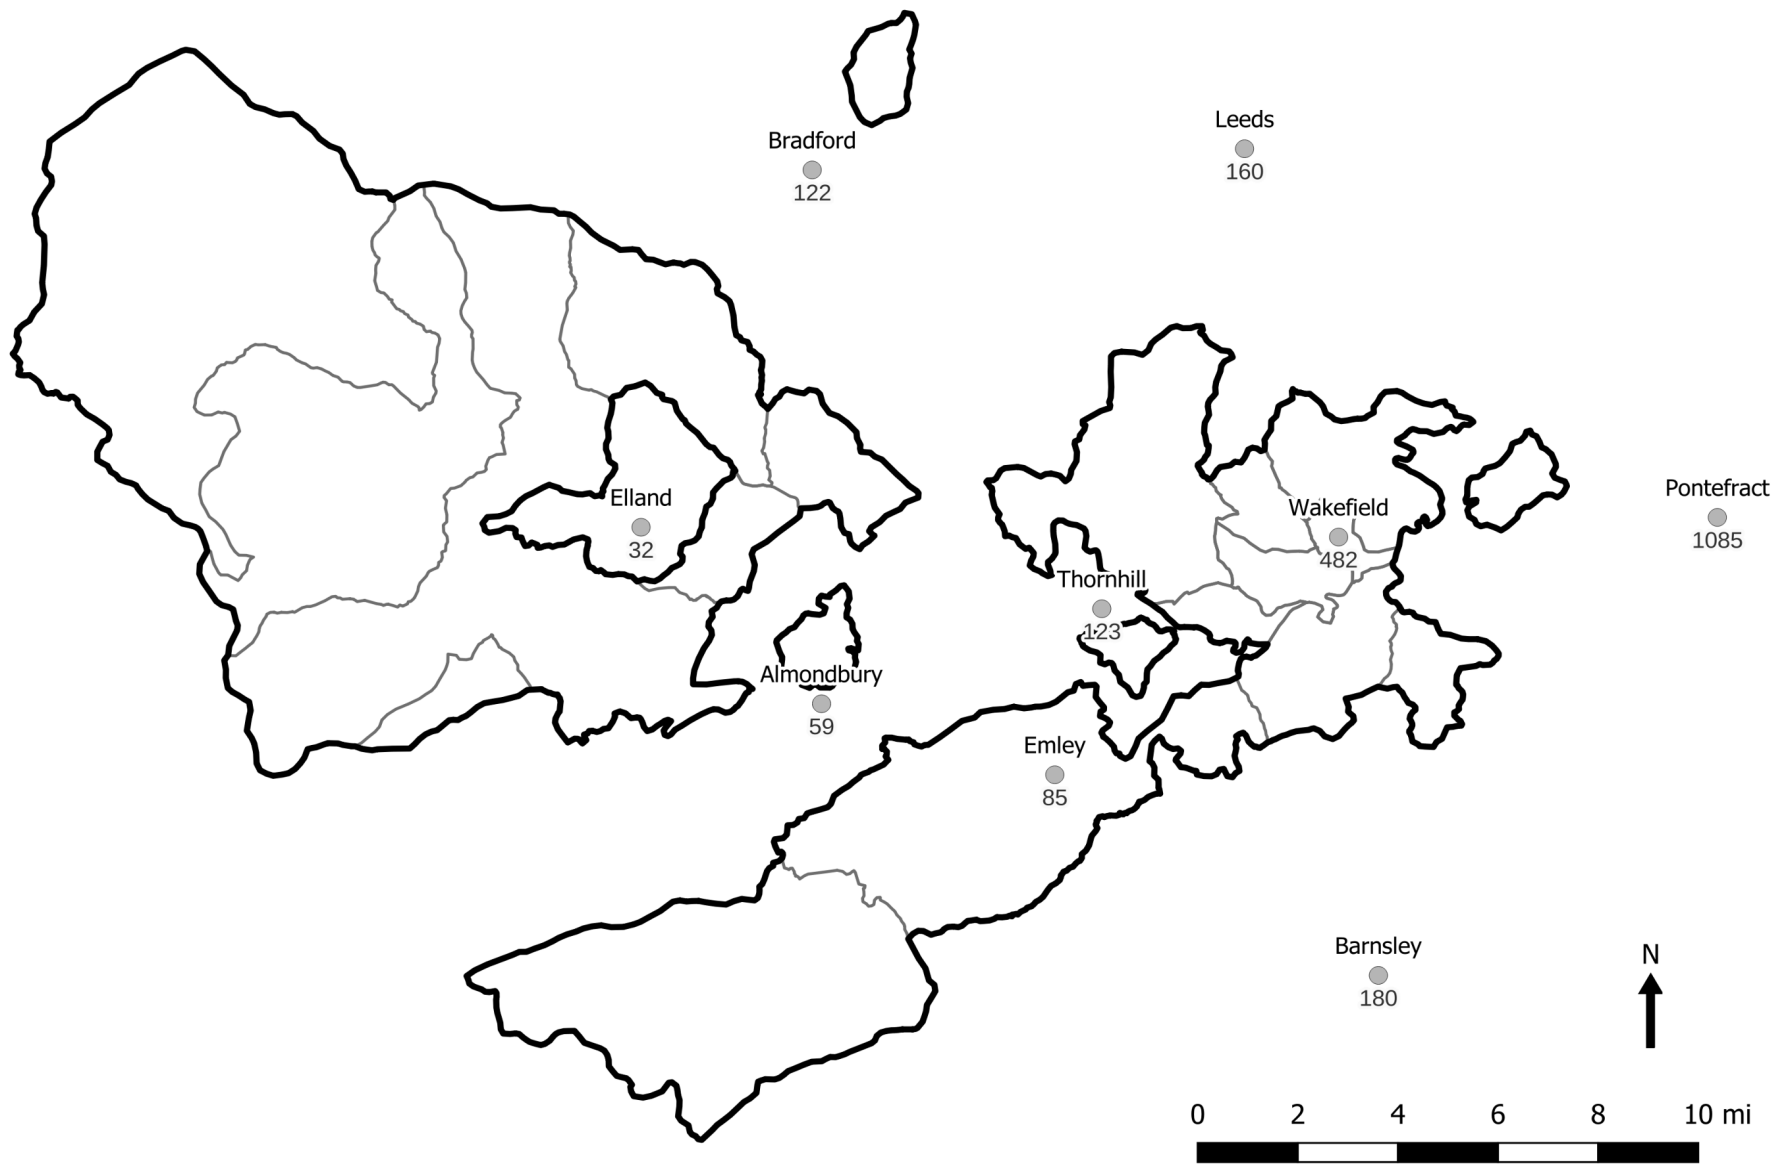 Bradford
122
Leeds
160
Elland
32
Wakefield
482
Pontefract
1085
Thornhill
123
Almondbury
59
Emley
85
Barnsley
180
N
0 2 4 6 8 10 mi